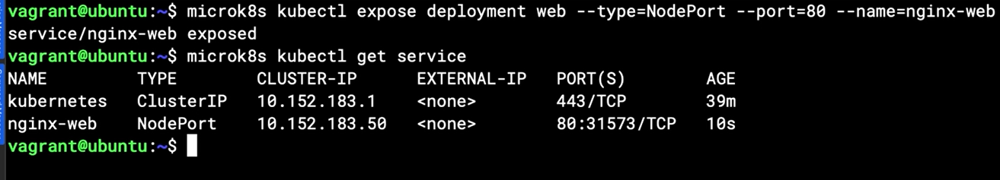 vagrant@ubuntu:~$ microk8s kubectl expose deployment web --type=NodePort --port=80 --name=nginx-web
service/nginx-web exposed
vagrant@ubuntu:~$ microk8s kubectl get service
NAME TYPE CLUSTER-IP EXTERNAL-IP PORT(S) AGE
kubernetes ClusterIP 10.152.183.1 <none> 443/TCP 39m
nginx-web NodePort 10.152.183.50 <none> 80:31573/TCP 10s
vagrant@ubuntu:~$